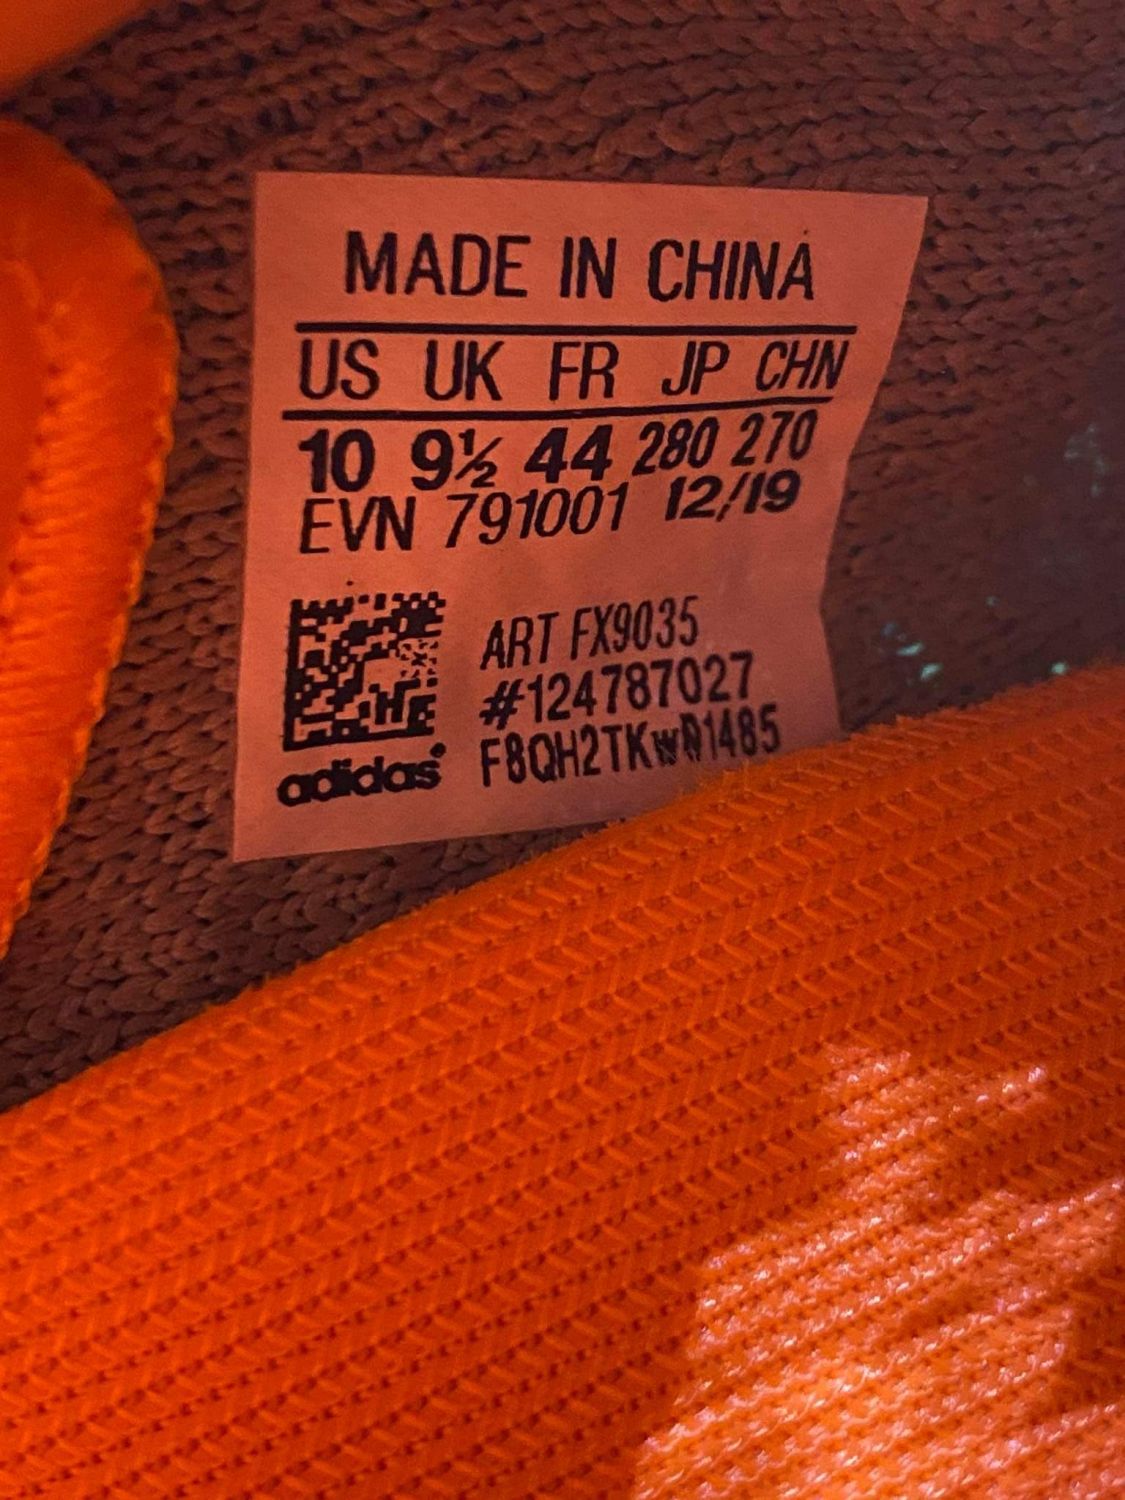 MADE IN CHINA
US UK FR JP CHN
10 9½ 44 280 270
EVN 791001 12/19
ART FX9035
#124787027
adidas®